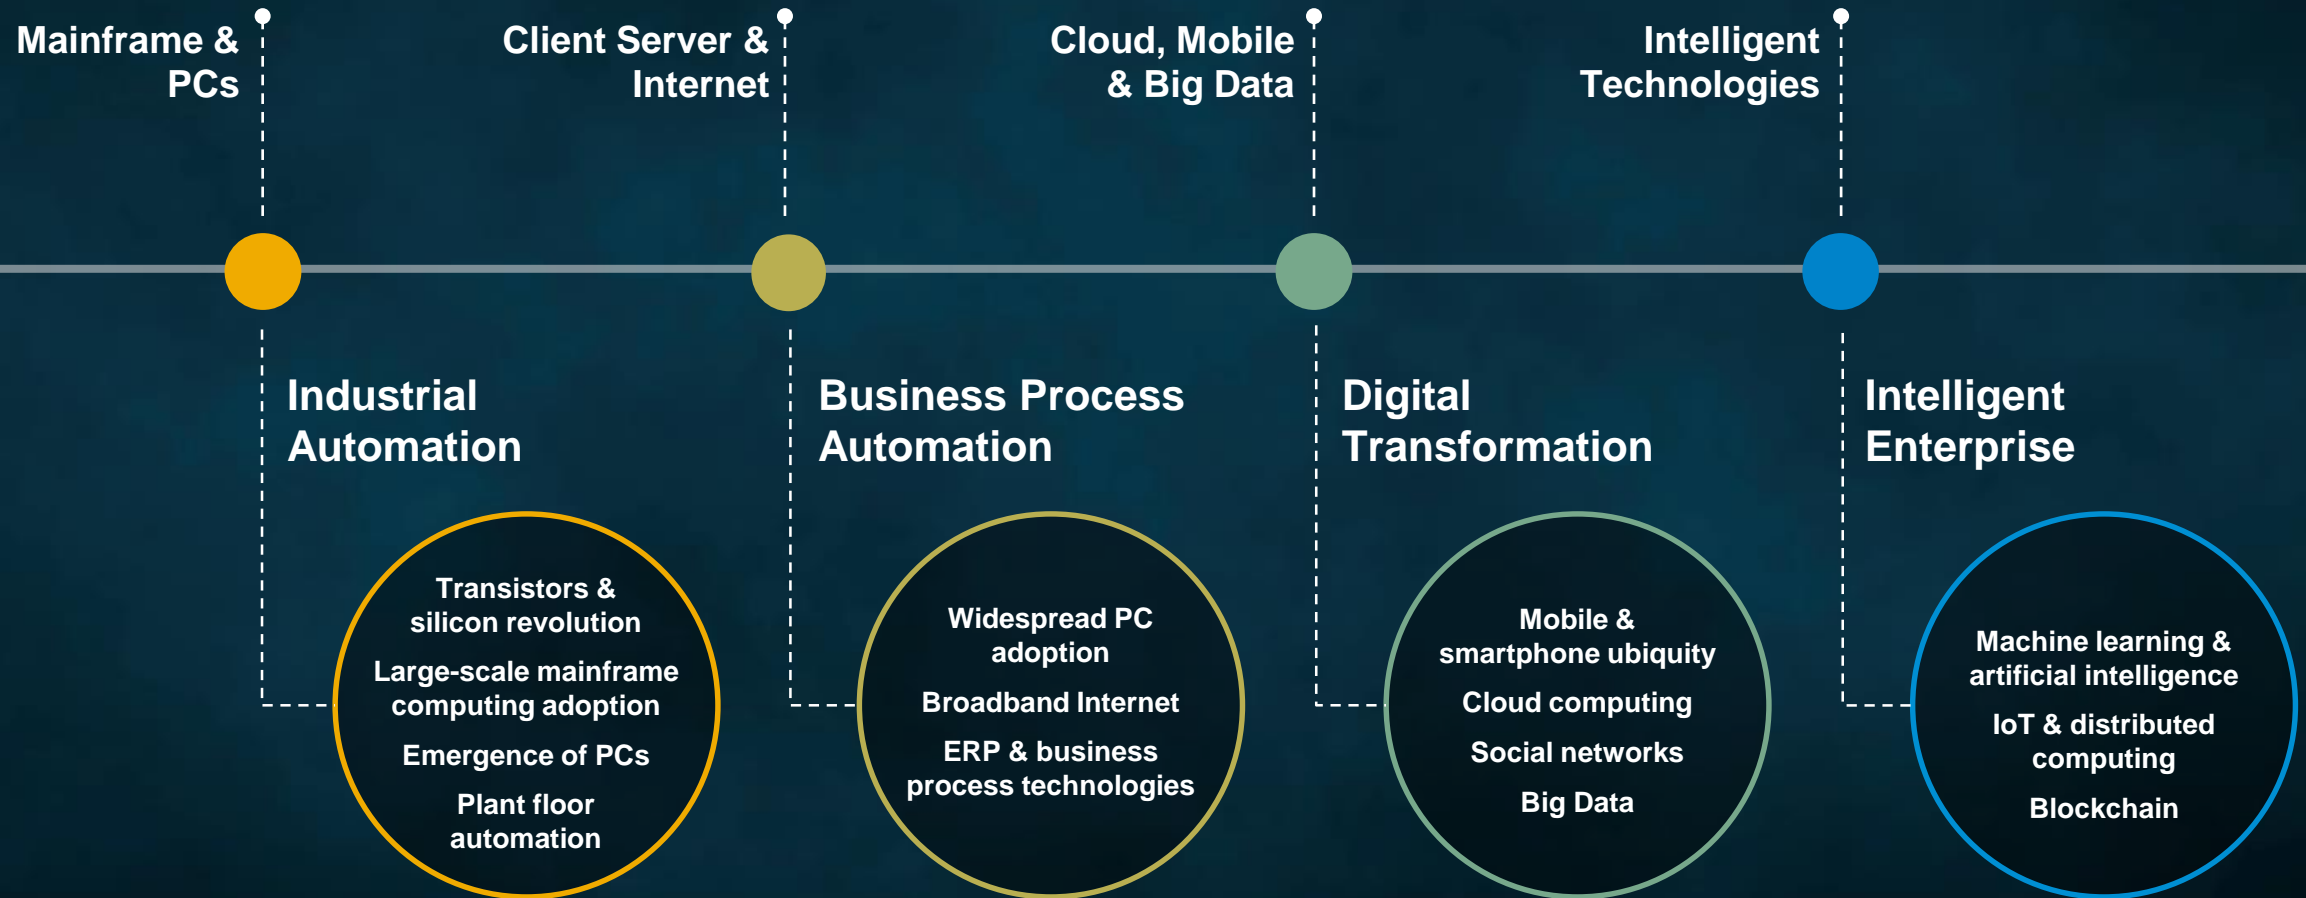 Mainframe &
PCs
Client Server &
Internet
Cloud, Mobile
& Big Data
Intelligent
Technologies
Industrial
Automation
Business Process
Automation
Digital
Transformation
Intelligent
Enterprise
Transistors &
silicon revolution
Large-scale mainframe
computing adoption
Emergence of PCs
Plant floor
automation
Widespread PC
adoption
Broadband Internet
ERP & business
process technologies
Mobile &
smartphone ubiquity
Cloud computing
Social networks
Big Data
Machine learning &
artificial intelligence
IoT & distributed
computing
Blockchain